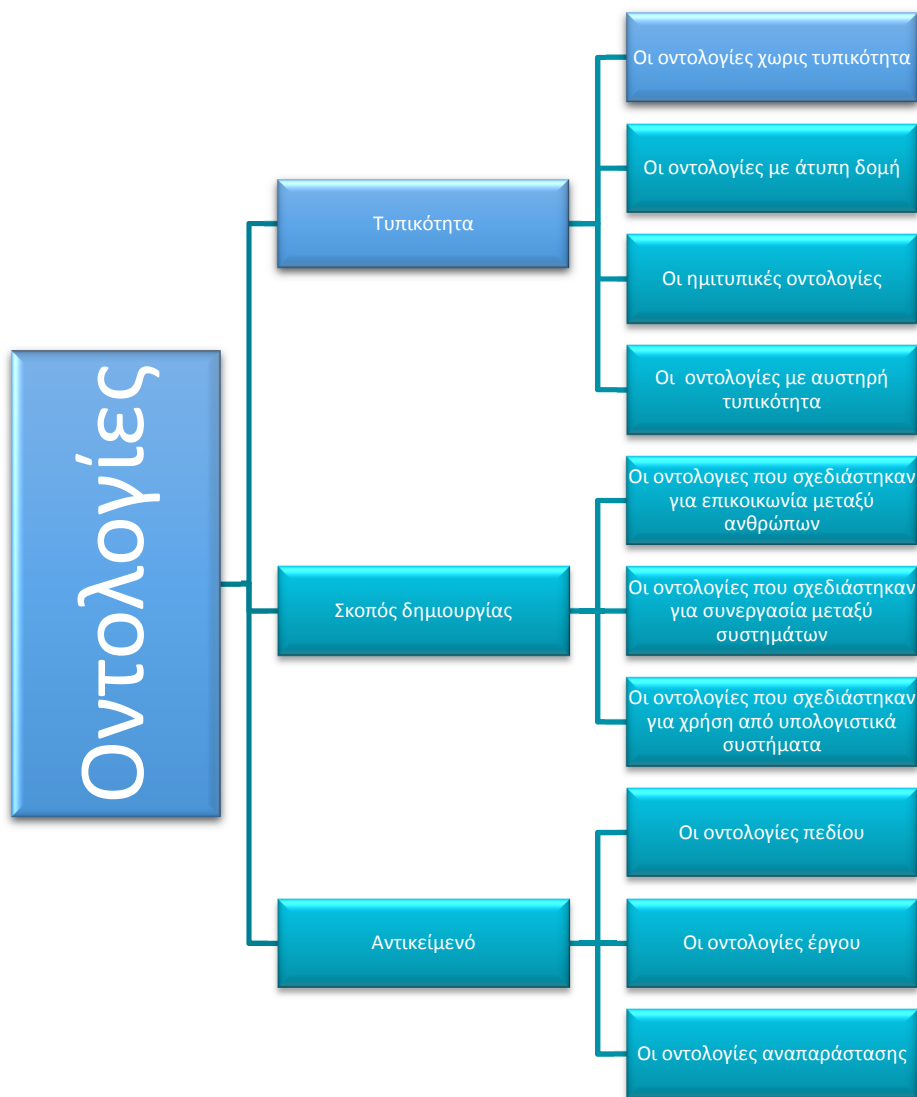 Οντολογίες
Τυπικότητα
Οι οντολογίες χωρις τυπικότητα
Οι οντολογίες με άτυπη δομή
Οι ημιτυπικές οντολογίες
Οι οντολογίες με αυστηρή
τυπικότητα
Σκοπός δημιουργίας
Οι οντολογιες που σχεδιάστηκαν
για επικοικωνία μεταξύ
ανθρώπων
Οι οντολογίες που σχεδιάστηκαν
για συνεργασία μεταξύ
συστημάτων
Οι οντολογίες που σχεδιάστηκαν
για χρήση από υπολογιστικά
συστήματα
Αντικείμενό
Οι οντολογίες πεδίου
Οι οντολογίες έργου
Οι οντολογίες αναπαράστασης